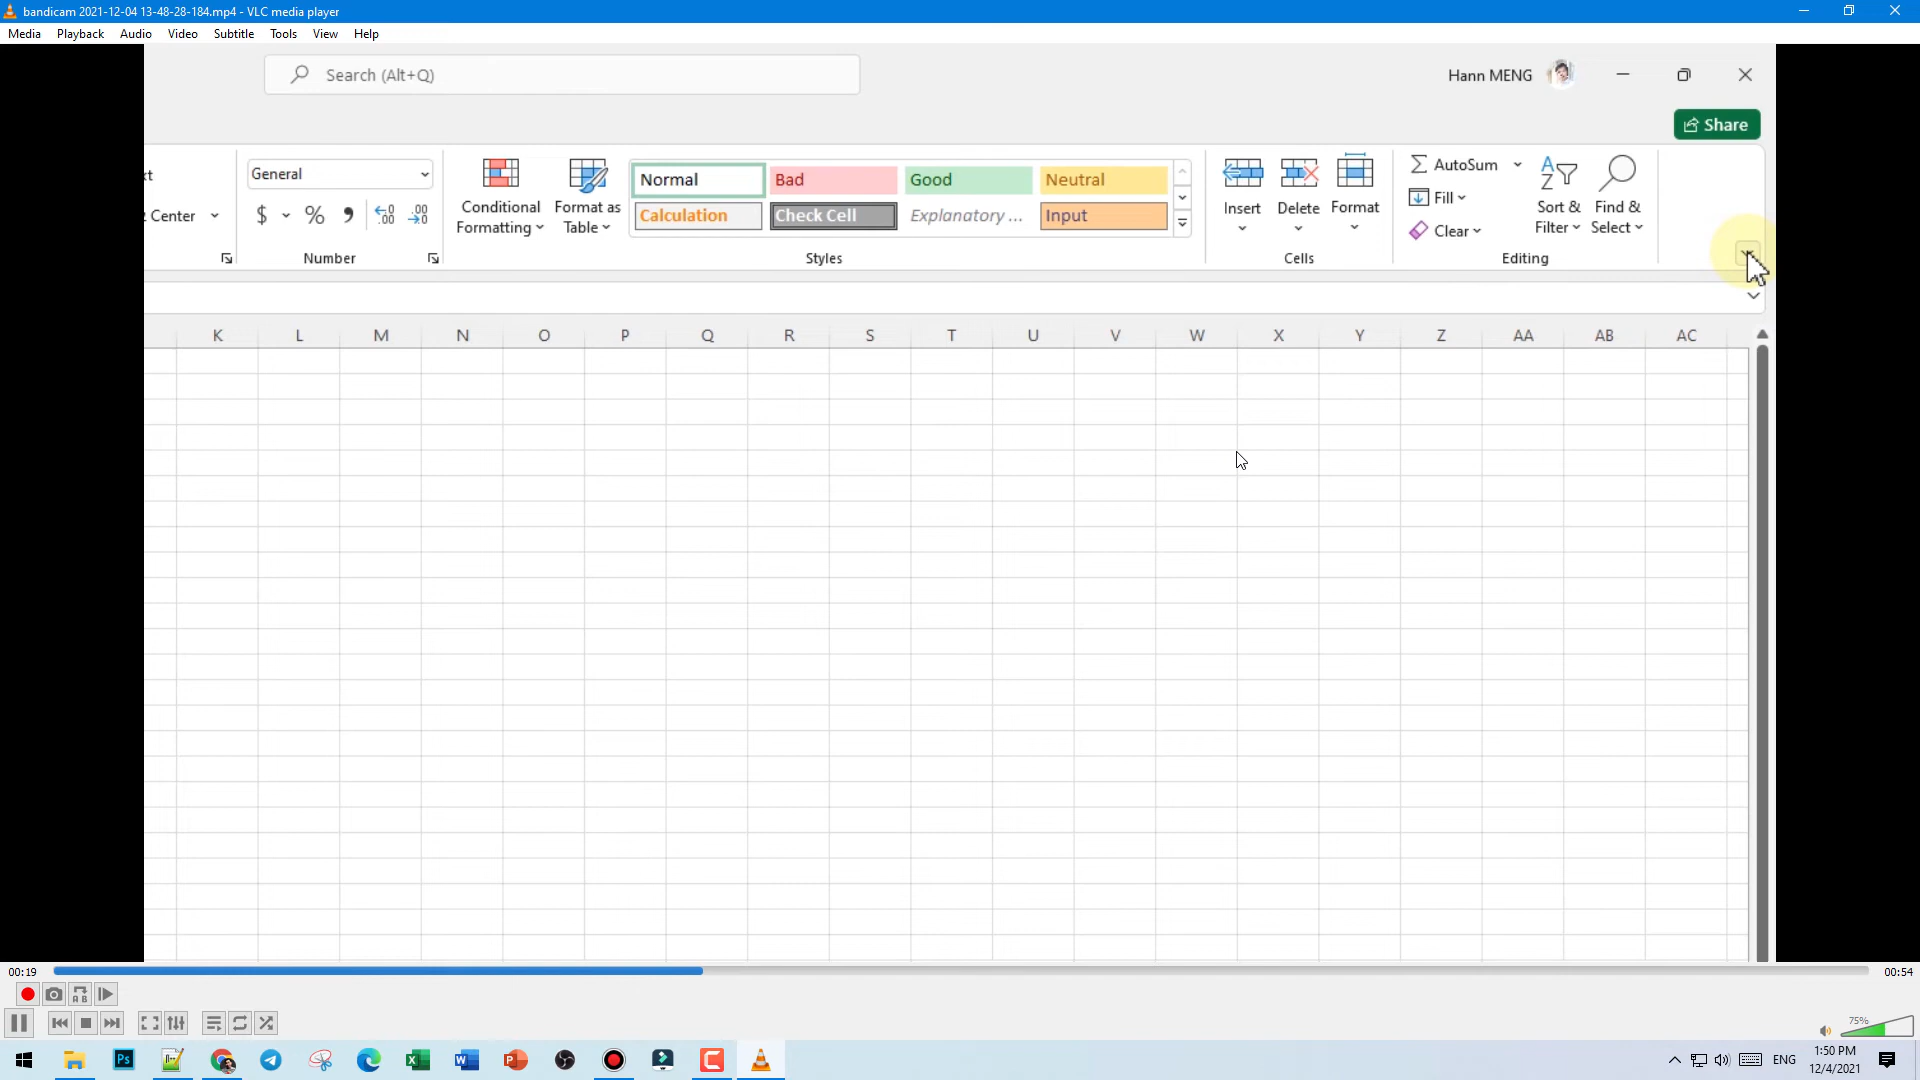 bandicam 2021-12-04 13-48-28-184.mp4 - VLC media player
Media Playback Audio Video Subtitle Tools View Help
Search (Alt+Q)
Hann MENG
Share
xt
General
Conditional Formatting
Format as Table
Normal Bad Good Neutral
Calculation Check Cell Explanatory ... Input
Insert Delete Format
AutoSum
Fill
Clear
Sort & Filter
Find & Select
& Center
$ % 9
Number Styles Cells Editing
K L M N O P Q R S T U V W X Y Z AA AB AC
00:19 00:54
75%
Ps
ENG
1:50 PM
12/4/2021